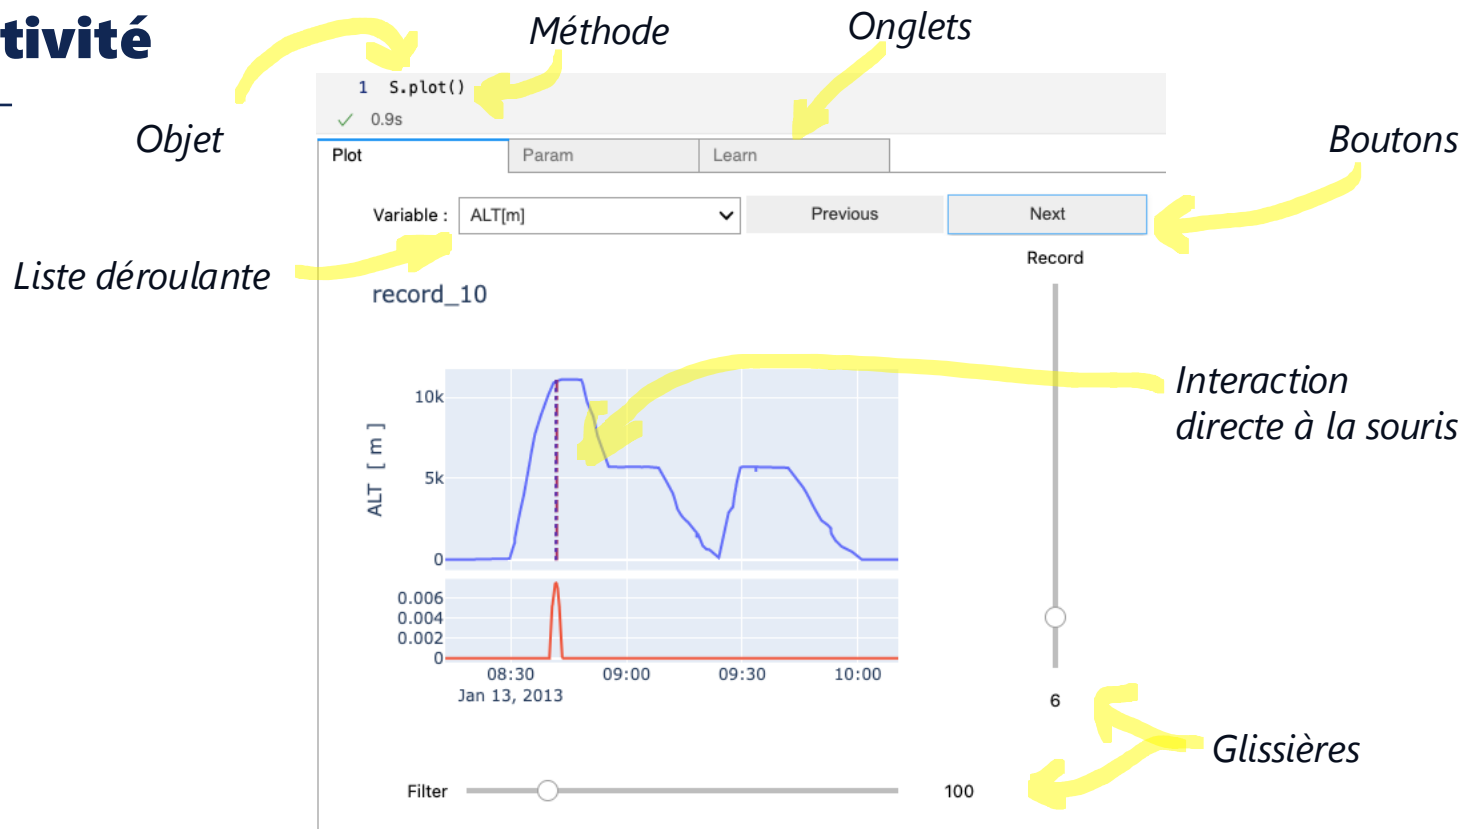 tivité
Méthode
Onglets
1 S.plot()
0.9s
Objet
Boutons
Plot
Param
Learn
Variable :
ALT[m]
Previous
Next
Liste déroulante
Record
record_10
Interaction
directe à la souris
10k
5k
0
ALT [ m ]
0.006
0.004
0.002
0
08:30
09:00
09:30
10:00
Jan 13, 2013
6
Glissières
Filter
100